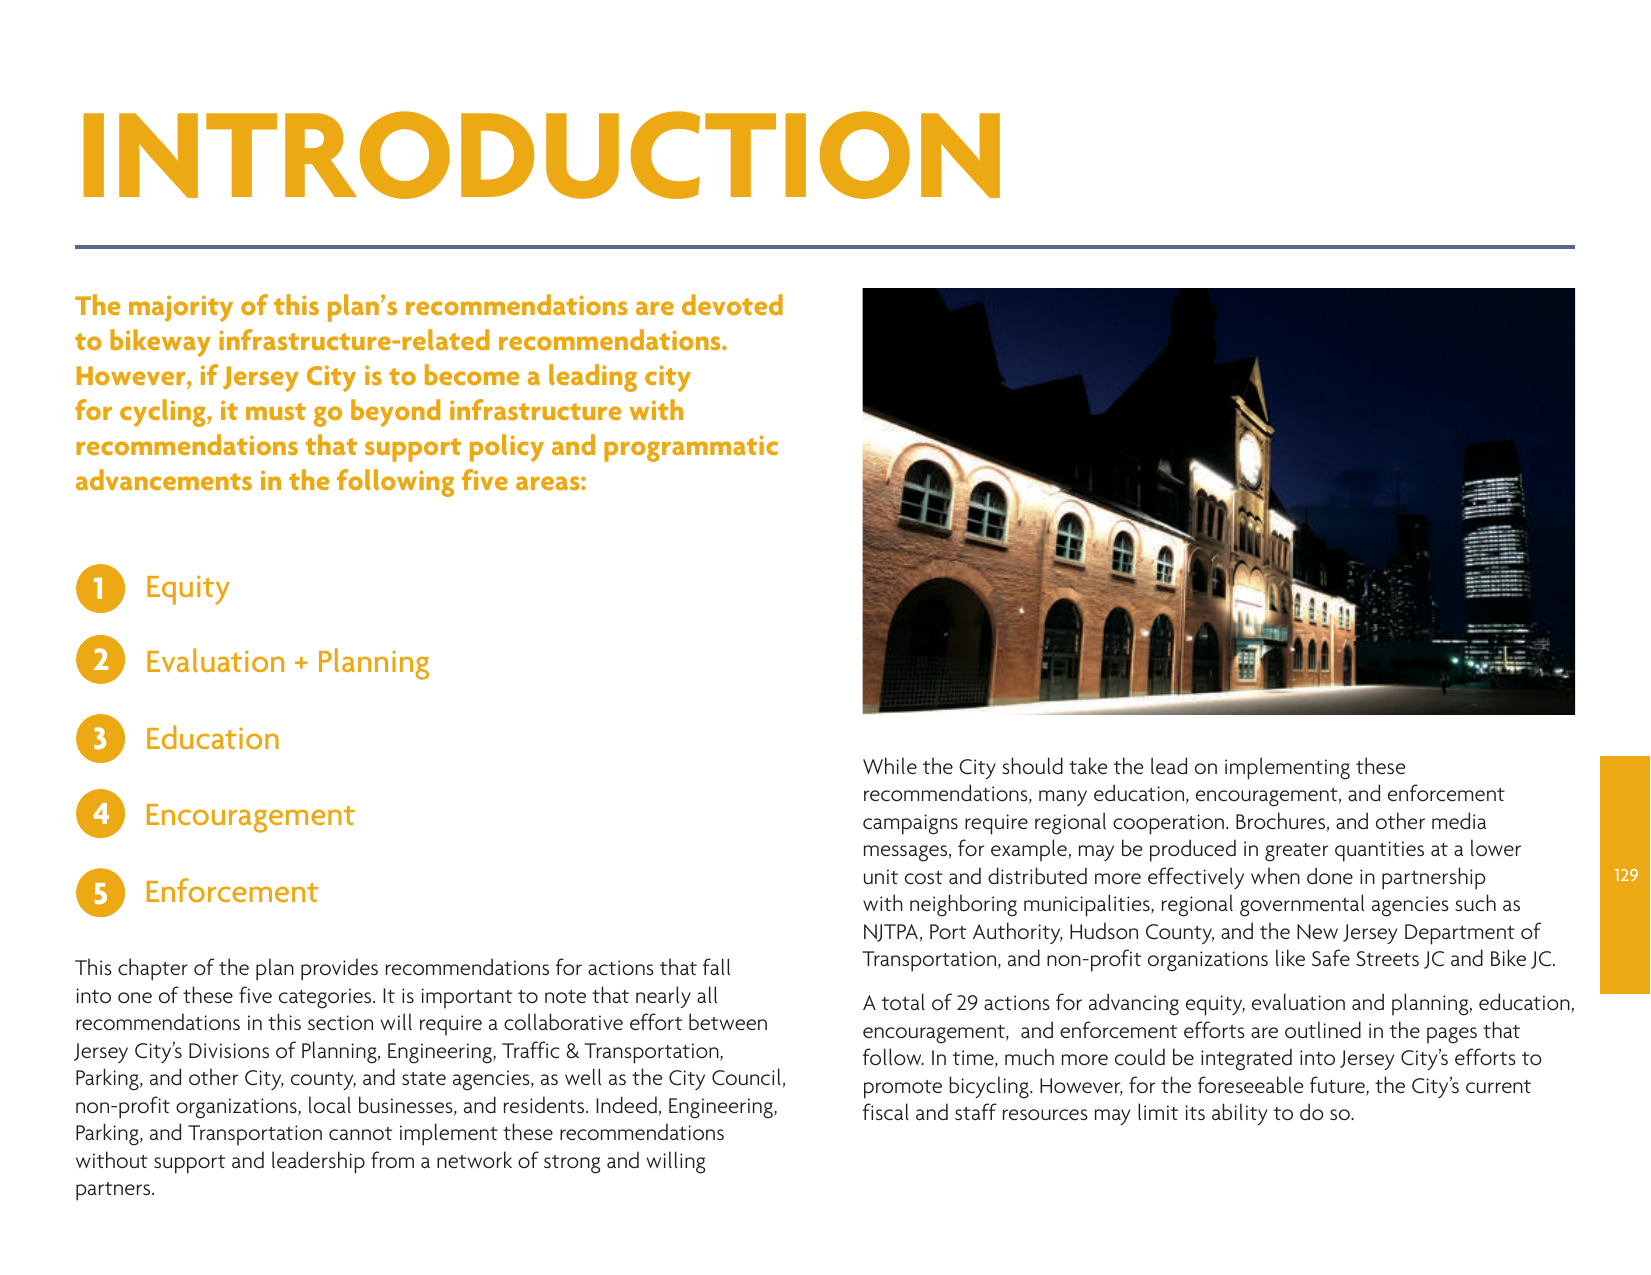 INTRODUCTION
The majority of this plan’s recommendations are devoted
to bikeway infrastructure-related recommendations.
However, if Jersey City is to become a leading city
for cycling, it must go beyond infrastructure with
recommendations that support policy and programmatic
advancements in the following five areas:
1 Equity
2 Evaluation + Planning
3 Education
4 Encouragement
5 Enforcement
This chapter of the plan provides recommendations for actions that fall
into one of these five categories. It is important to note that nearly all
recommendations in this section will require a collaborative effort between
Jersey City’s Divisions of Planning, Engineering, Traffic & Transportation,
Parking, and other City, county, and state agencies, as well as the City Council,
non-profit organizations, local businesses, and residents. Indeed, Engineering,
Parking, and Transportation cannot implement these recommendations
without support and leadership from a network of strong and willing
partners.
While the City should take the lead on implementing these
recommendations, many education, encouragement, and enforcement
campaigns require regional cooperation. Brochures, and other media
messages, for example, may be produced in greater quantities at a lower
unit cost and distributed more effectively when done in partnership
with neighboring municipalities, regional governmental agencies such as
NJTPA, Port Authority, Hudson County, and the New Jersey Department of
Transportation, and non-profit organizations like Safe Streets JC and Bike JC.
A total of 29 actions for advancing equity, evaluation and planning, education,
encouragement,  and enforcement efforts are outlined in the pages that
follow. In time, much more could be integrated into Jersey City’s efforts to
promote bicycling. However, for the foreseeable future, the City’s current
fiscal and staff resources may limit its ability to do so.
129